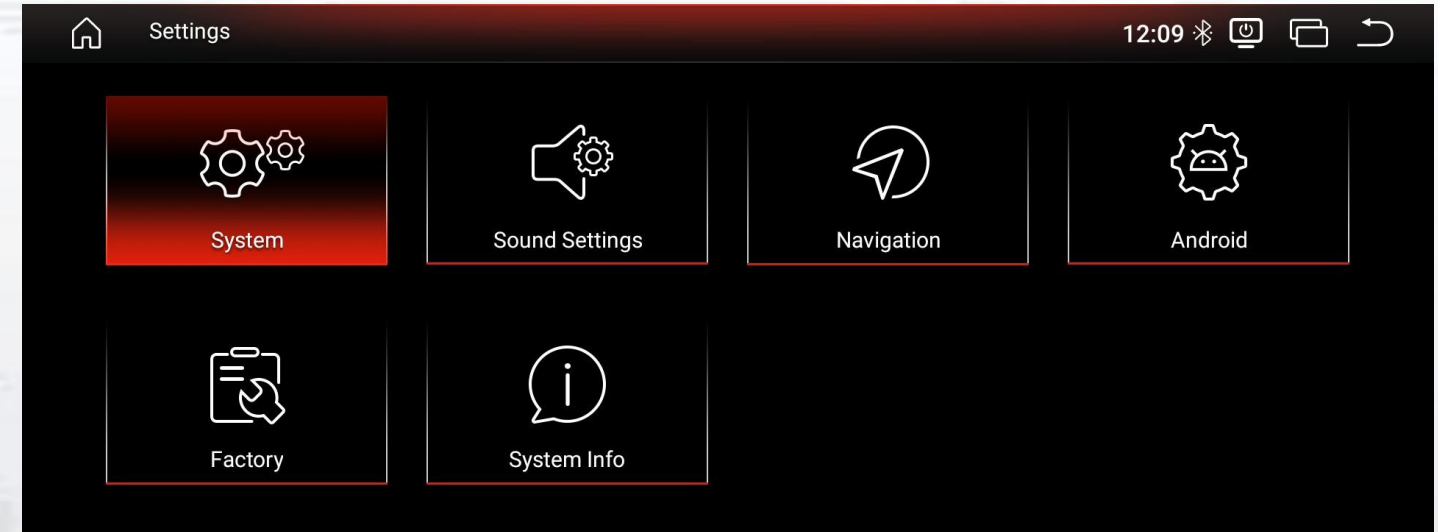 Settings
12:09
System
Sound Settings
Navigation
Android
Factory
System Info